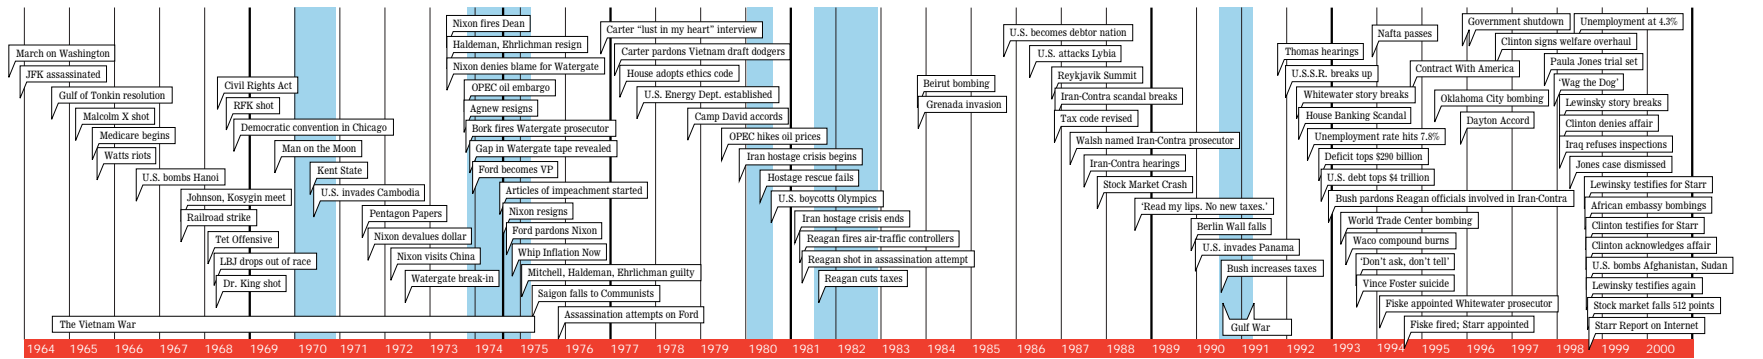 March on Washington
JFK assassinated
Gulf of Tonkin resolution
Malcolm X shot
Medicare begins
Watts riots
U.S. bombs Hanoi
Johnson, Kosygin meet
Railroad strike
Tet Offensive
LBJ drops out of race
Dr. King shot
The Vietnam War
Civil Rights Act
RFK shot
Democratic convention in Chicago
Man on the Moon
Kent State
U.S. invades Cambodia
Pentagon Papers
Nixon devalues dollar
Nixon visits China
Watergate break-in
Nixon fires Dean
Haldeman, Ehrlichman resign
Nixon denies blame for Watergate
OPEC oil embargo
Agnew resigns
Bork fires Watergate prosecutor
Gap in Watergate tape revealed
Ford becomes VP
Articles of impeachment started
Nixon resigns
Ford pardons Nixon
Whip Inflation Now
Mitchell, Haldeman, Ehrlichman guilty
Saigon falls to Communists
Assassination attempts on Ford
Carter “lust in my heart” interview
Carter pardons Vietnam draft dodgers
House adopts ethics code
U.S. Energy Dept. established
Camp David accords
OPEC hikes oil prices
Iran hostage crisis begins
Hostage rescue fails
U.S. boycotts Olympics
Iran hostage crisis ends
Reagan fires air-traffic controllers
Reagan shot in assassination attempt
Reagan cuts taxes
Beirut bombing
Grenada invasion
U.S. becomes debtor nation
U.S. attacks Lybia
Reykjavik Summit
Iran-Contra scandal breaks
Tax code revised
Walsh named Iran-Contra prosecutor
Iran-Contra hearings
Stock Market Crash
‘Read my lips. No new taxes.’
Berlin Wall falls
U.S. invades Panama
Bush increases taxes
Gulf War
Thomas hearings
U.S.S.R. breaks up
Whitewater story breaks
House Banking Scandal
Unemployment rate hits 7.8%
Deficit tops $290 billion
U.S. debt tops $4 trillion
Bush pardons Reagan officials involved in Iran-Contra
World Trade Center bombing
Waco compound burns
‘Don’t ask, don’t tell’
Vince Foster suicide
Fiske appointed Whitewater prosecutor
Fiske fired; Starr appointed
Nafta passes
Contract With America
Oklahoma City bombing
Dayton Accord
Government shutdown
Clinton signs welfare overhaul
Paula Jones trial set
‘Wag the Dog’
Lewinsky story breaks
Clinton denies affair
Iraq refuses inspections
Jones case dismissed
Unemployment at 4.3%
Lewinsky testifies for Starr
African embassy bombings
Clinton testifies for Starr
Clinton acknowledges affair
U.S. bombs Afghanistan, Sudan
Lewinsky testifies again
Stock market falls 512 points
Starr Report on Internet
1964 1965 1966 1967 1968 1969 1970 1971 1972 1973 1974 1975 1976 1977 1978 1979 1980 1981 1982 1983 1984 1985 1986 1987 1988 1989 1990 1991 1992 1993 1994 1995 1996 1997 1998 1999 2000